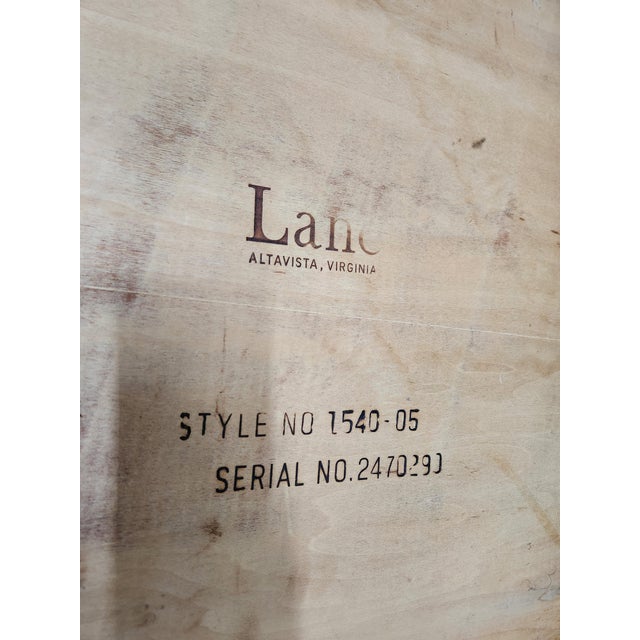 Lane
ALTAVISTA, VIRGINIA
STYLE NO 1540-05
SERIAL NO. 2470290